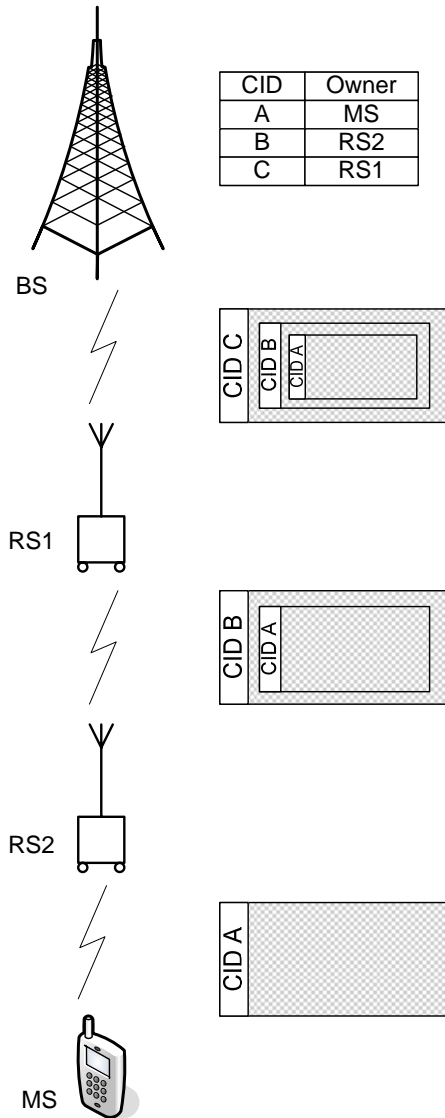 CID Owner
A MS
B RS2
C RS1
BS
CID C
CID B
CID A
RS1
CID B
CID A
RS2
CID A
MS